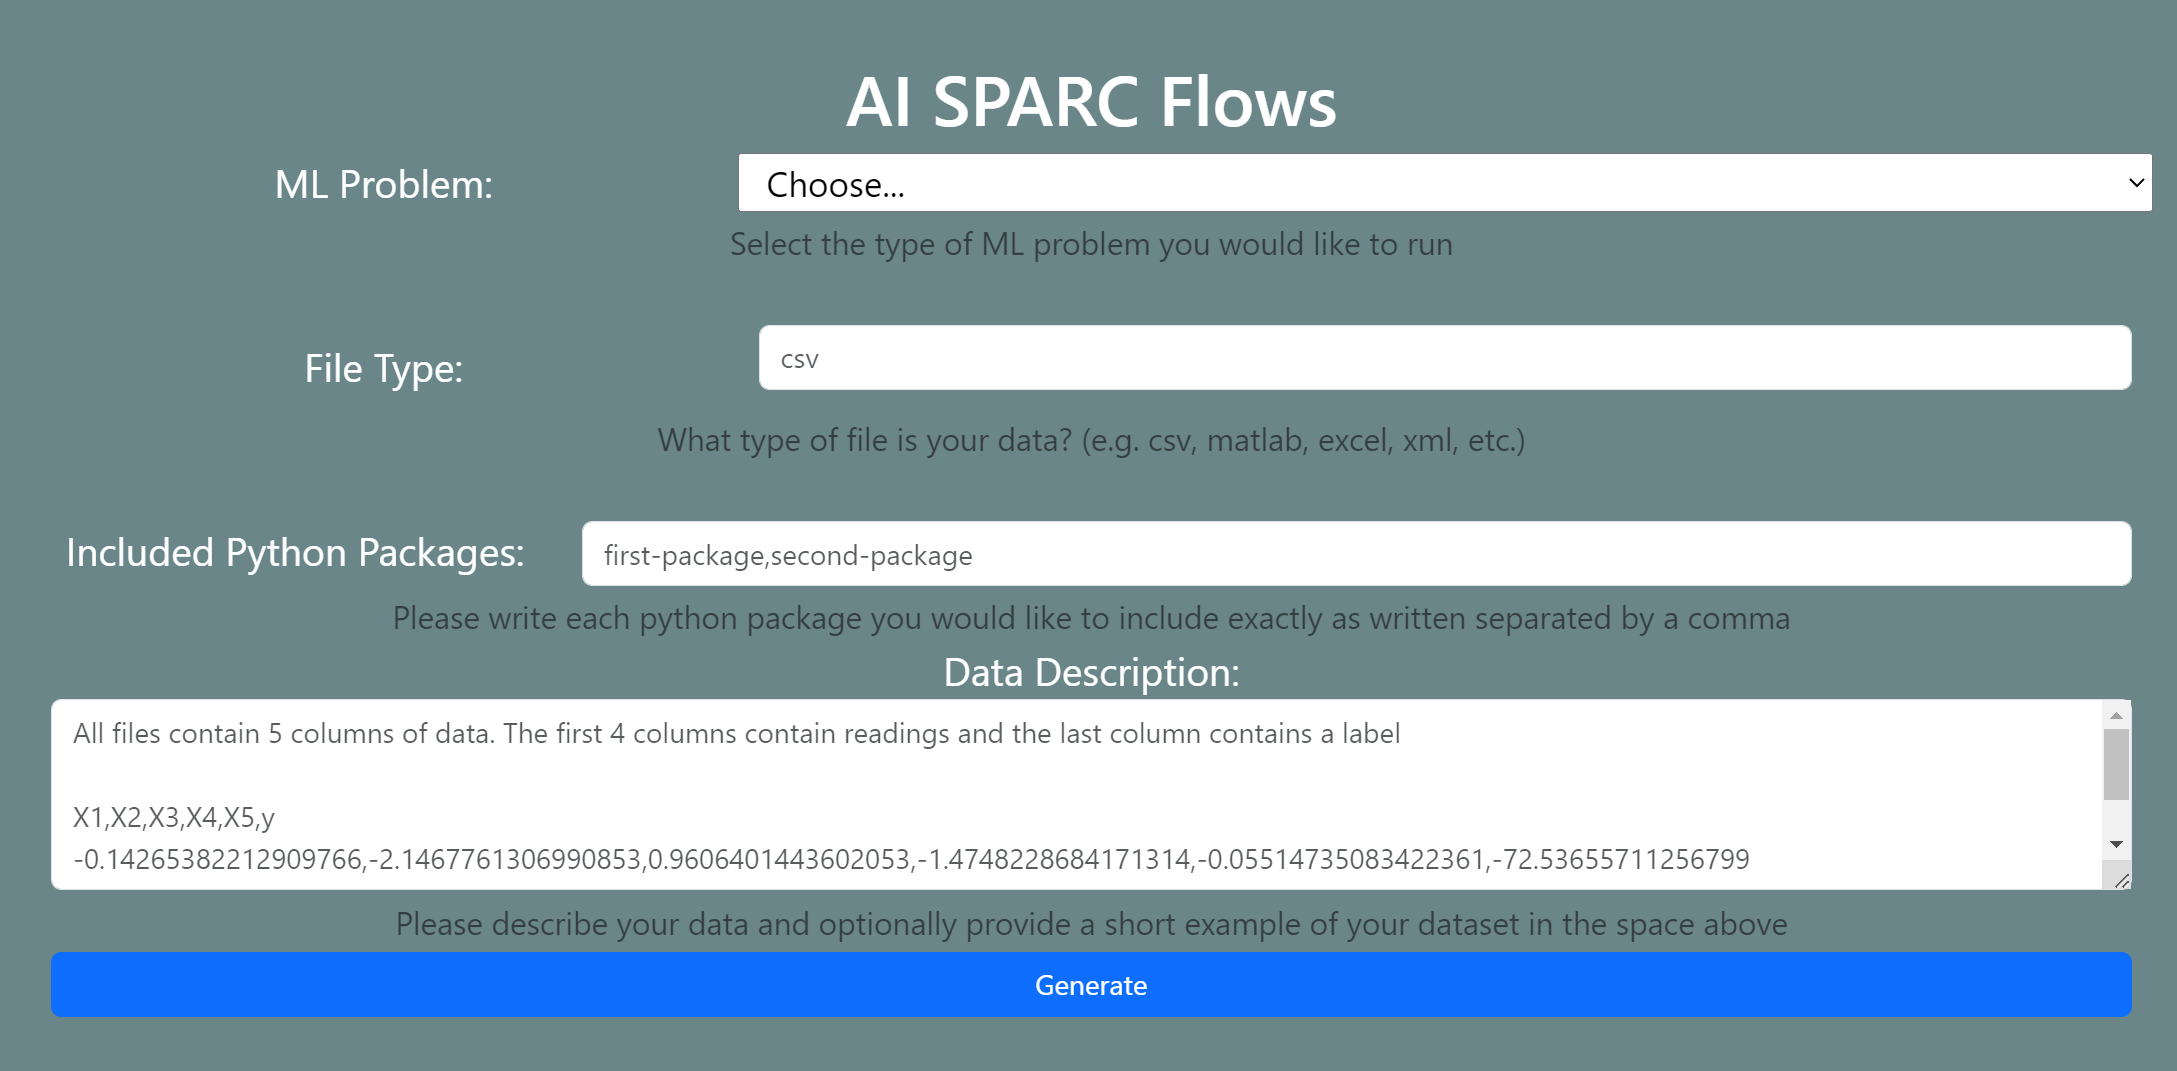 AI SPARC Flows
ML Problem:
Choose...
Select the type of ML problem you would like to run
File Type:
csv
What type of file is your data? (e.g. csv, matlab, excel, xml, etc.)
Included Python Packages:
first-package,second-package
Please write each python package you would like to include exactly as written separated by a comma
Data Description:
All files contain 5 columns of data. The first 4 columns contain readings and the last column contains a label
X1,X2,X3,X4,X5,y
-0.14265382212909766,-2.1467761306990853,0.9606401443602053,-1.4748228684171314,-0.05514735083422361,-72.53655711256799
Please describe your data and optionally provide a short example of your dataset in the space above
Generate